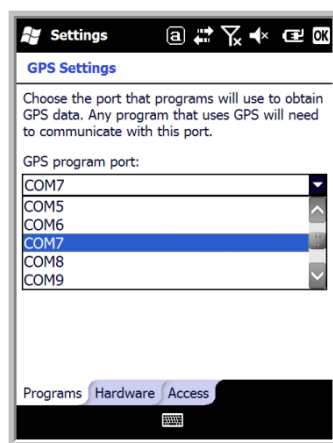 Settings
a
OK
GPS Settings
Choose the port that programs will use to obtain
GPS data. Any program that uses GPS will need
to communicate with this port.
GPS program port:
COM7
COM5
COM6
COM7
COM8
COM9
Programs Hardware Access